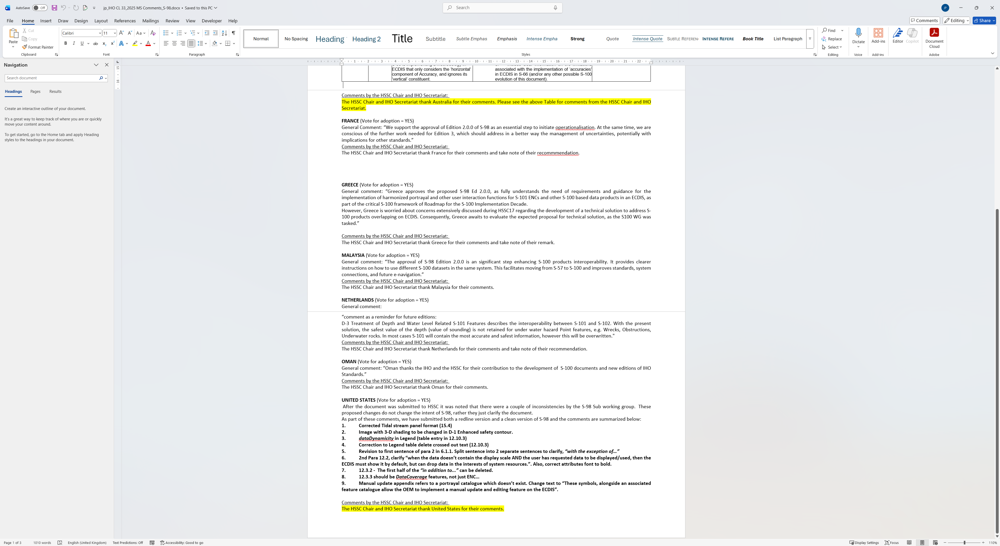 AutoSave Off jp_IHO CL 33_2025 MS Comments_S-98.docx • Saved to this PC Search JP
File Home Insert Draw Design Layout References Mailings Review View Developer Help Comments Editing Share
Paste Cut Copy Format Painter Clipboard
Calibri 11 Aa B I U ab Font
Paragraph
Normal No Spacing Heading Heading 2 Title Subtitle Subtle Emphas Emphasis Intense Empha Strong Quote Intense Quote SUBTLE REFEREN INTENSE REFERE Book Title List Paragraph
Styles
Find Replace Select Editing
Dictate Voice Add-ins Add-ins Editor Copilot Document Cloud Adobe
Navigation
Search document
Headings Pages Results
Create an interactive outline of your document.
It's a great way to keep track of where you are or quickly
move your content around.
To get started, go to the Home tab and apply Heading
styles to the headings in your document.
1 2 3 4 5 6 7 8 9 10 11 12 13 14 15 16 17 18 19 20 21 22
ECDIS that only considers the 'horizontal'
component of Accuracy, and ignores its
'vertical' constituent.
associated with the implementation of 'accuracies'
in ECDIS in S-66 (and/or any other possible S-100
evolution of this document).
Comments by the HSSC Chair and IHO Secretariat:
The HSSC Chair and IHO Secretariat thank Australia for their comments. Please see the above Table for comments from the HSSC Chair and IHO
Secretariat.
FRANCE (Vote for adoption = YES)
General Comment: “We support the approval of Edition 2.0.0 of S-98 as an essential step to initiate operationalisation. At the same time, we are
conscious of the further work needed for Edition 3, which should address in a better way the management of uncertainties, potentially with
implications for other standards.”
Comments by the HSSC Chair and IHO Secretariat:
The HSSC Chair and IHO Secretariat thank France for their comments and take note of their recommmendation.
GREECE (Vote for adoption = YES)
General comment: “Greece approves the proposed S-98 Ed 2.0.0, as fully understands the need of requirements and guidance for the
implementation of harmonized portrayal and other user interaction functions for S-101 ENCs and other S-100 based data products in an ECDIS, as
part of the critical S-100 framework of Roadmap for the S-100 Implementation Decade.
However, Greece is worried about concerns extensively discussed during HSSC17 regarding the development of a technical solution to address S-
100 products overlapping on ECDIS. Consequently, Greece awaits to evaluate the expected proposal for technical solution, as the S100 WG was
tasked.”
Comments by the HSSC Chair and IHO Secretariat:
The HSSC Chair and IHO Secretariat thank Greece for their comments and take note of their remark.
MALAYSIA (Vote for adoption = YES)
General comment: “The approval of S-98 Edition 2.0.0 is an significant step enhancing S-100 products interoperability. It provides clearer
instructions on how to use different S-100 datasets in the same system. This facilitates moving from S-57 to S-100 and improves standards, system
connections, and future e-navigation.”
Comments by the HSSC Chair and IHO Secretariat:
The HSSC Chair and IHO Secretariat thank Malaysia for their comments.
NETHERLANDS (Vote for adoption = YES)
General comment:
“comment as a reminder for future editions:
D-3 Treatment of Depth and Water Level Related S-101 Features describes the interoperability between S-101 and S-102. With the present
solution, the safest value of the depth (value of sounding) is not retained for under water hazard Point features, e.g. Wrecks, Obstructions,
Underwater rocks. In most cases S-101 will contain the most accurate and safest information, however this will be overwritten."
Comments by the HSSC Chair and IHO Secretariat:
The HSSC Chair and IHO Secretariat thank Netherlands for their comments and take note of their recommendation.
OMAN (Vote for adoption = YES)
General comment: “Oman thanks the IHO and the HSSC for their contribution to the development of S-100 documents and new editions of IHO
Standards.”
Comments by the HSSC Chair and IHO Secretariat:
The HSSC Chair and IHO Secretariat thank Oman for their comments.
UNITED STATES (Vote for adoption = YES)
After the document was submitted to HSSC it was noted that there were a couple of inconsistencies by the S-98 Sub working group. These
proposed changes do not change the intent of S-98, rather they just clarify the document.
As part of these comments, we have submitted both a redline version and a clean version of S-98 and the comments are summarized below:
1. Corrected Tidal stream panel format (15.4)
2. Image with 3-D shading to be changed in D-1 Enhanced safety contour.
3. dataDynamicity in Legend (table entry in 12.10.3)
4. Correction to Legend table delete crossed out text (12.10.3)
5. Revision to first sentence of para 2 in 6.1.1. Split sentence into 2 separate sentences to clarify, “with the exception of…”
6. 2nd Para 12.2, clarify “when the data doesn’t contain the display scale AND the user has requested data to be displayed/used, then the
ECDIS must show it by default, but can drop data in the interests of system resources.”. Also, correct attributes font to bold.
7. 12.3.2 - The first half of the “in addition to...” can be deleted.
8. 12.3.3 should be DataCoverage features, not just ENC…
9. Manual update appendix refers to a portrayal catalogue which doesn’t exist. Change text to “These symbols, alongside an associated
feature catalogue allow the OEM to implement a manual update and editing feature on the ECDIS”.
Comments by the HSSC Chair and IHO Secretariat:
The HSSC Chair and IHO Secretariat thank United States for their comments.
Page 1 of 3 1010 words English (United Kingdom) Text Predictions: Off Accessibility: Good to go Display Settings Focus 110%